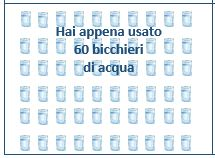 Hai appena usato
60 bicchieri
di acqua